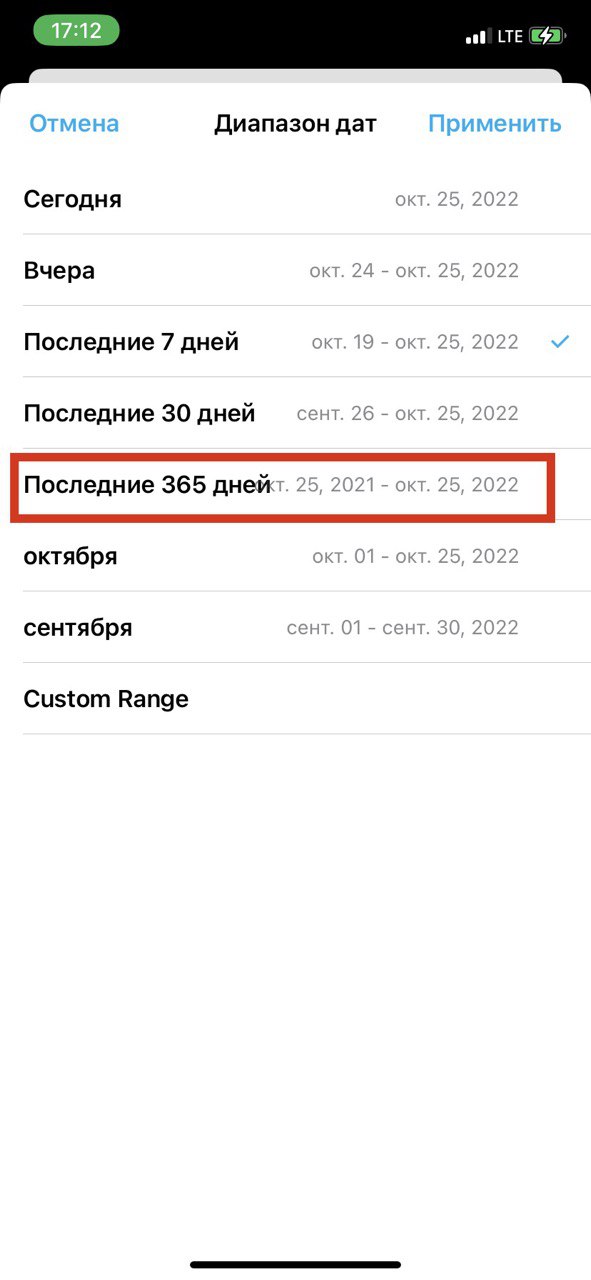 17:12 LTE
Отмена Диапазон дат Применить
Сегодня окт. 25, 2022
Вчера окт. 24 - окт. 25, 2022
Последние 7 дней окт. 19 - окт. 25, 2022
Последние 30 дней сент. 26 - окт. 25, 2022
Последние 365 дней окт. 25, 2021 - окт. 25, 2022
октября окт. 01 - окт. 25, 2022
сентября сент. 01 - сент. 30, 2022
Custom Range